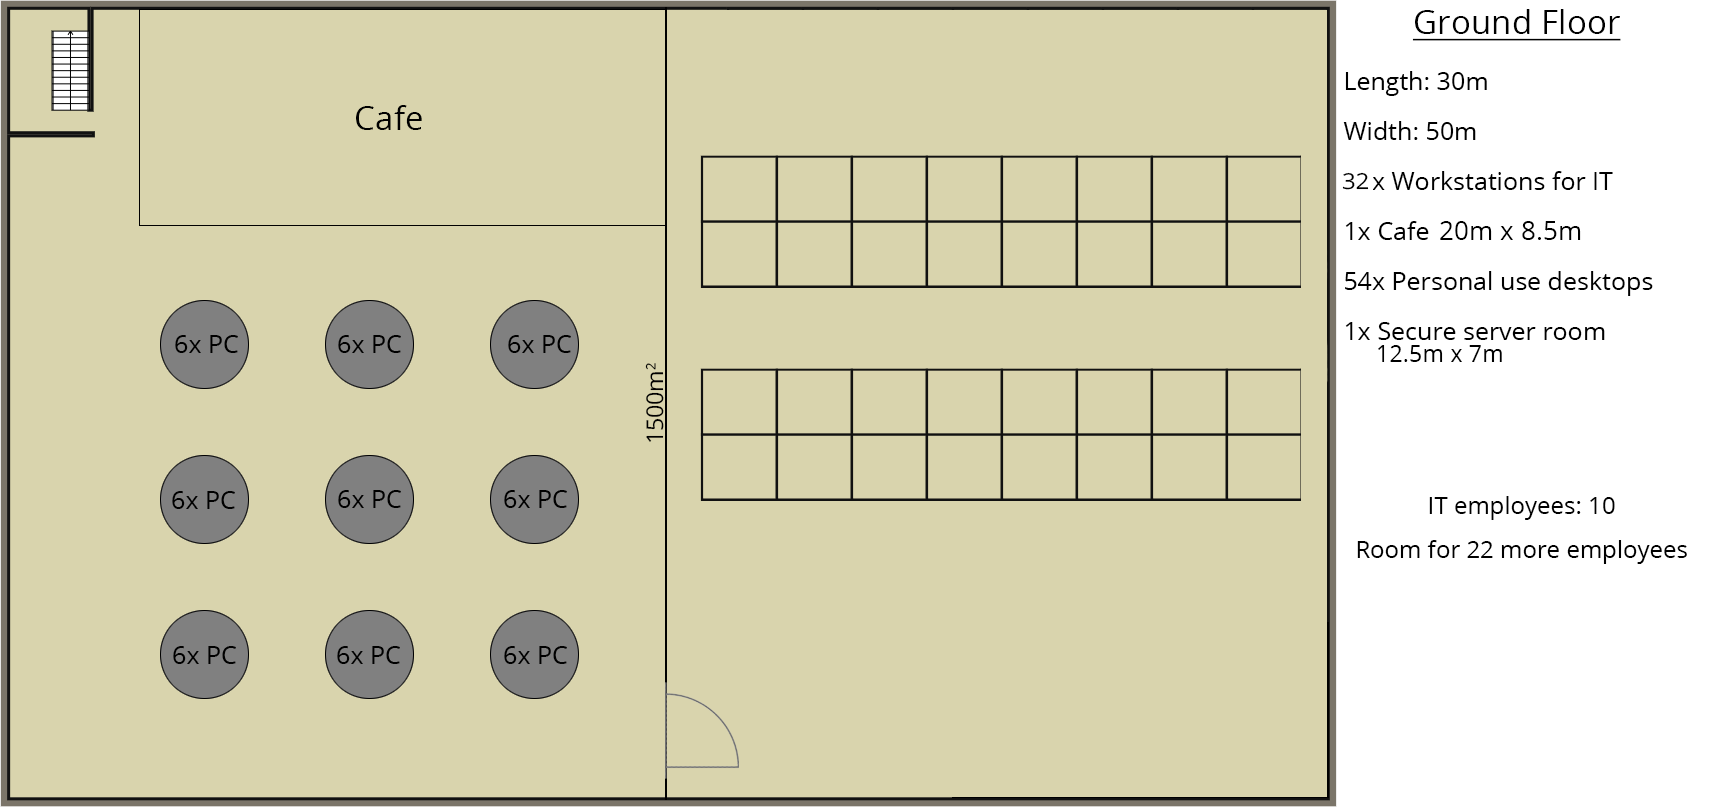 Ground Floor
Length: 30m
Width: 50m
32x Workstations for IT
1x Cafe 20m x 8.5m
54x Personal use desktops
1x Secure server room
12.5m x 7m
IT employees: 10
Room for 22 more employees
Cafe
6x PC 6x PC 6x PC
1500m²
6x PC 6x PC 6x PC
6x PC 6x PC 6x PC